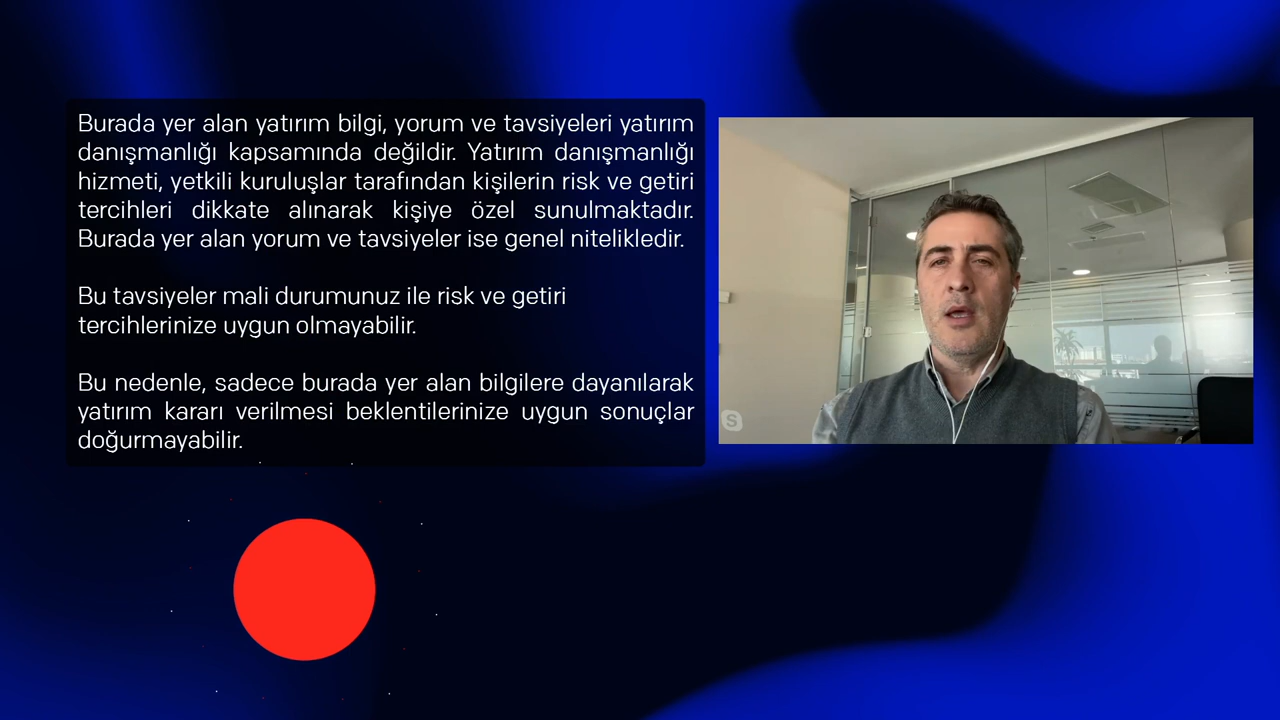 Burada yer alan yatırım bilgi, yorum ve tavsiyeleri yatırım
danışmanlığı kapsamında değildir. Yatırım danışmanlığı
hizmeti, yetkili kuruluşlar tarafından kişilerin risk ve getiri
tercihleri dikkate alınarak kişiye özel sunulmaktadır.
Burada yer alan yorum ve tavsiyeler ise genel nitelikledir.
Bu tavsiyeler mali durumunuz ile risk ve getiri
tercihlerinize uygun olmayabilir.
Bu nedenle, sadece burada yer alan bilgilere dayanılarak
yatırım kararı verilmesi beklentilerinize uygun sonuçlar
doğurmayabilir.
S